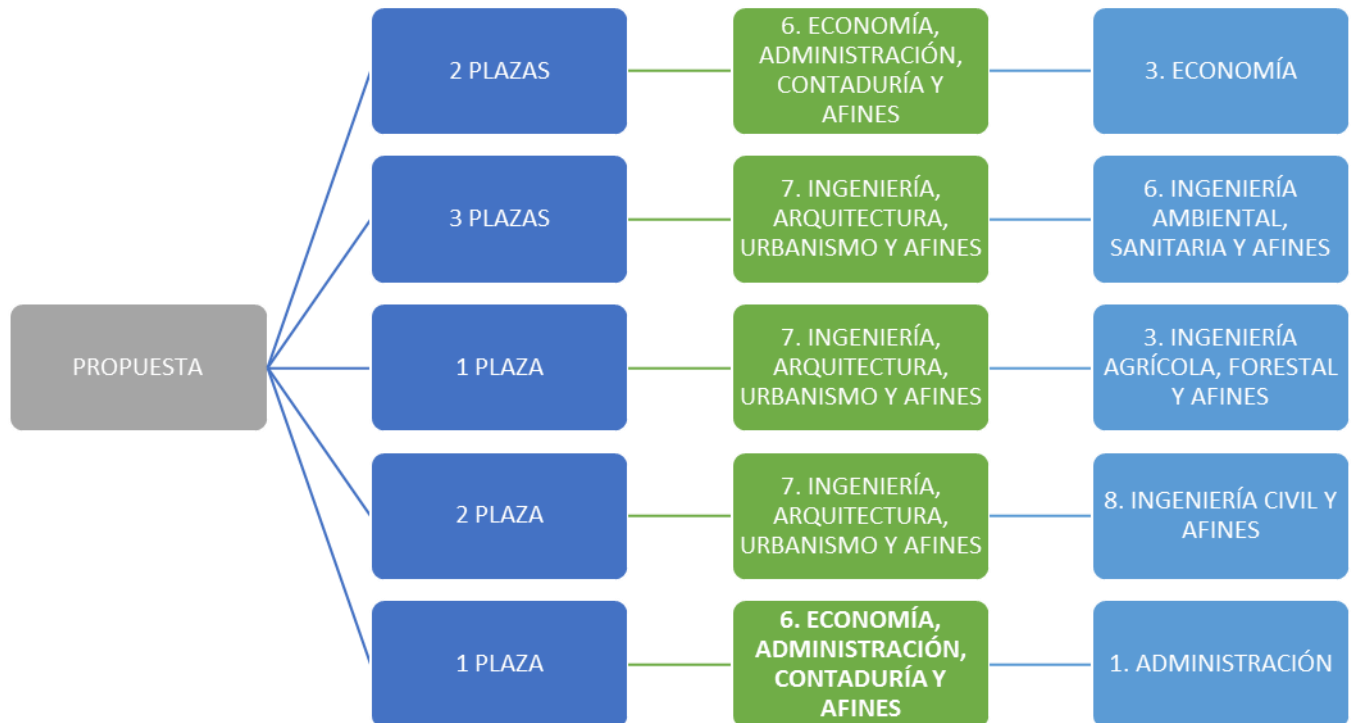 2 PLAZAS
6. ECONOMÍA,
ADMINISTRACIÓN,
CONTADURÍA Y
AFINES
3. ECONOMÍA
3 PLAZAS
7. INGENIERÍA,
ARQUITECTURA,
URBANISMO Y AFINES
6. INGENIERÍA
AMBIENTAL,
SANITARIA Y AFINES
PROPUESTA
1 PLAZA
7. INGENIERÍA,
ARQUITECTURA,
URBANISMO Y AFINES
3. INGENIERÍA
AGRÍCOLA, FORESTAL
Y AFINES
2 PLAZA
7. INGENIERÍA,
ARQUITECTURA,
URBANISMO Y AFINES
8. INGENIERÍA CIVIL Y
AFINES
1 PLAZA
6. ECONOMÍA,
ADMINISTRACIÓN,
CONTADURÍA Y
AFINES
1. ADMINISTRACIÓN